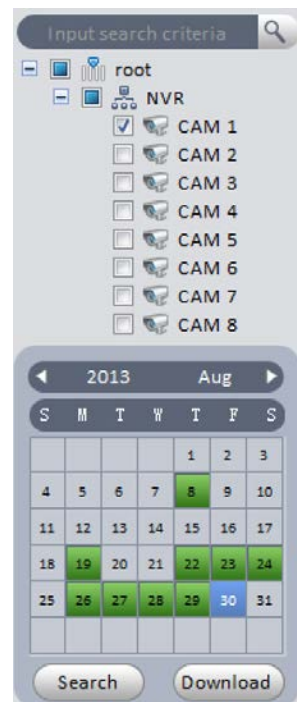 Input search criteria
root
NVR
CAM 1
CAM 2
CAM 3
CAM 4
CAM 5
CAM 6
CAM 7
CAM 8
2013 Aug
S M T W T F S
1 2 3
4 5 6 7 8 9 10
11 12 13 14 15 16 17
18 19 20 21 22 23 24
25 26 27 28 29 30 31
Search Download